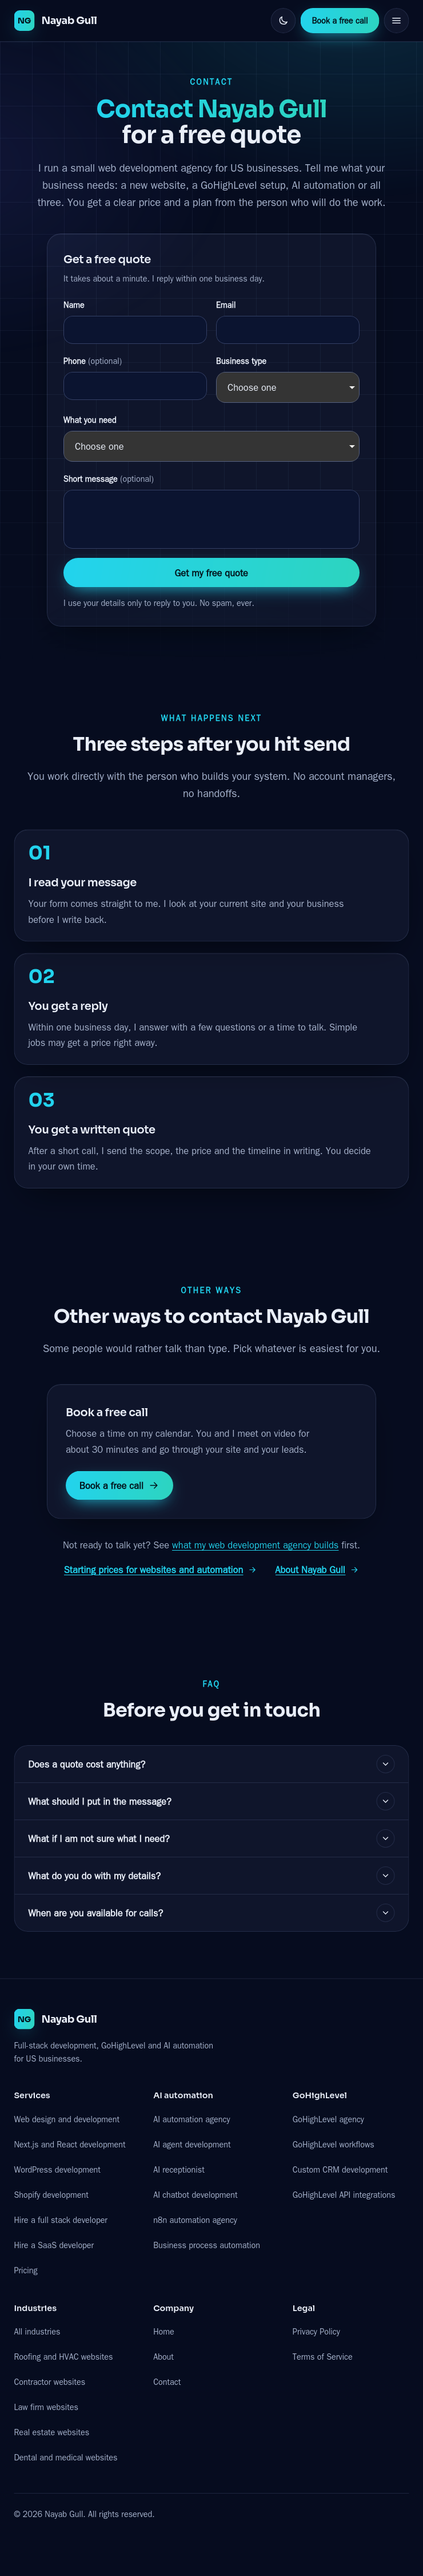 NG Nayab Gull Book a free call
CONTACT
Contact Nayab Gull
for a free quote
I run a small web development agency for US businesses. Tell me what your
business needs: a new website, a GoHighLevel setup, AI automation or all
three. You get a clear price and a plan from the person who will do the work.
Get a free quote
It takes about a minute. I reply within one business day.
Name Email
Phone (optional) Business type
Choose one
What you need
Choose one
Short message (optional)
Get my free quote
I use your details only to reply to you. No spam, ever.
WHAT HAPPENS NEXT
Three steps after you hit send
You work directly with the person who builds your system. No account managers,
no handoffs.
01
I read your message
Your form comes straight to me. I look at your current site and your business
before I write back.
02
You get a reply
Within one business day, I answer with a few questions or a time to talk. Simple
jobs may get a price right away.
03
You get a written quote
After a short call, I send the scope, the price and the timeline in writing. You decide
in your own time.
OTHER WAYS
Other ways to contact Nayab Gull
Some people would rather talk than type. Pick whatever is easiest for you.
Book a free call
Choose a time on my calendar. You and I meet on video for
about 30 minutes and go through your site and your leads.
Book a free call →
Not ready to talk yet? See what my web development agency builds first.
Starting prices for websites and automation → About Nayab Gull →
FAQ
Before you get in touch
Does a quote cost anything?
What should I put in the message?
What if I am not sure what I need?
What do you do with my details?
When are you available for calls?
NG Nayab Gull
Full-stack development, GoHighLevel and AI automation
for US businesses.
Services AI automation GoHighLevel
Web design and development AI automation agency GoHighLevel agency
Next.js and React development AI agent development GoHighLevel workflows
WordPress development AI receptionist Custom CRM development
Shopify development AI chatbot development GoHighLevel API integrations
Hire a full stack developer n8n automation agency
Hire a SaaS developer Business process automation
Pricing
Industries Company Legal
All industries Home Privacy Policy
Roofing and HVAC websites About Terms of Service
Contractor websites Contact
Law firm websites
Real estate websites
Dental and medical websites
© 2026 Nayab Gull. All rights reserved.